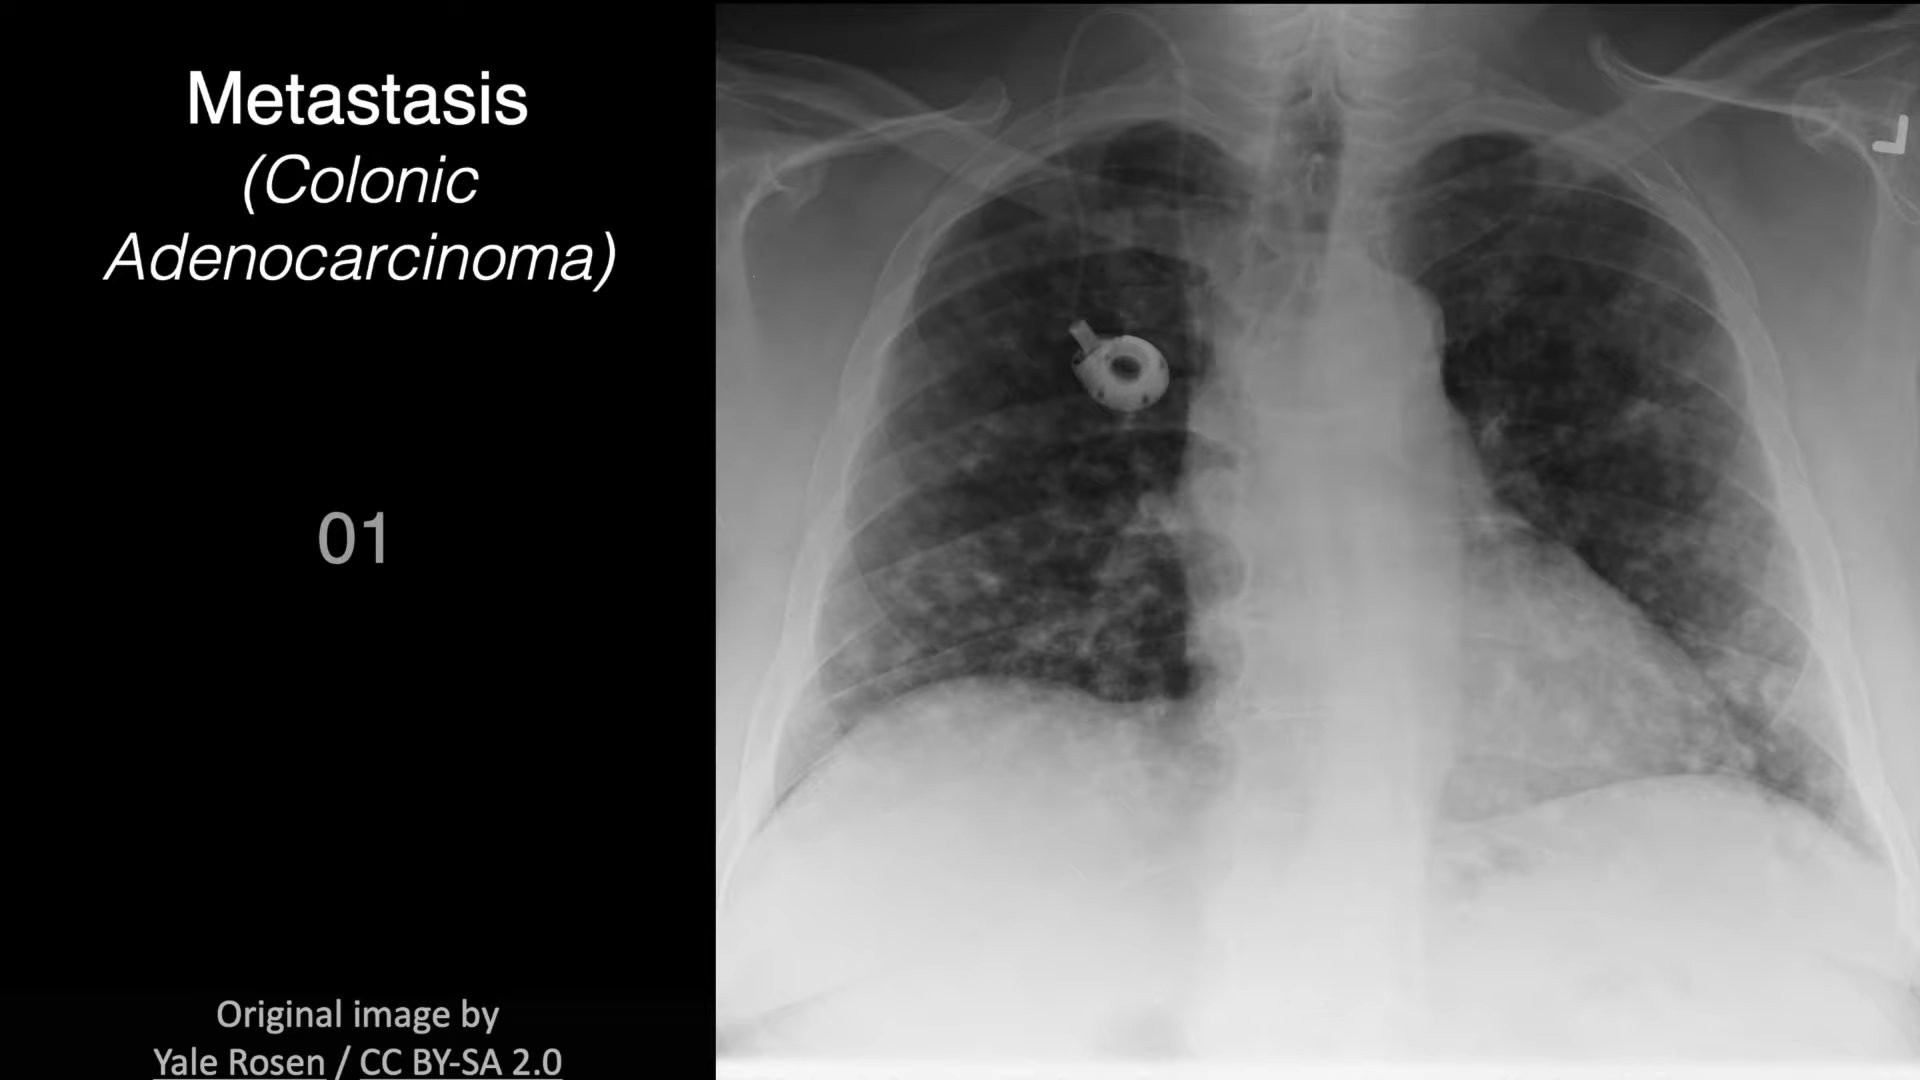 Metastasis
(Colonic
Adenocarcinoma)
01
Original image by
Yale Rosen / CC BY-SA 2.0
L